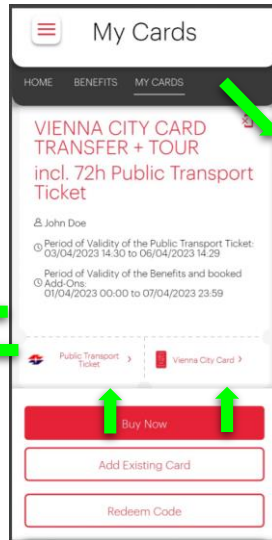 My Cards
HOME BENEFITS MY CARDS
VIENNA CITY CARD
TRANSFER + TOUR
incl. 72h Public Transport
Ticket
John Doe
Period of Validity of the Public Transport Ticket:
03/04/2023 14:30 to 06/04/2023 14:29
Period of Validity of the Benefits and booked
Add-Ons:
01/04/2023 00:00 to 07/04/2023 23:59
Public Transport
Ticket
Vienna City Card
Buy Now
Add Existing Card
Redeem Code